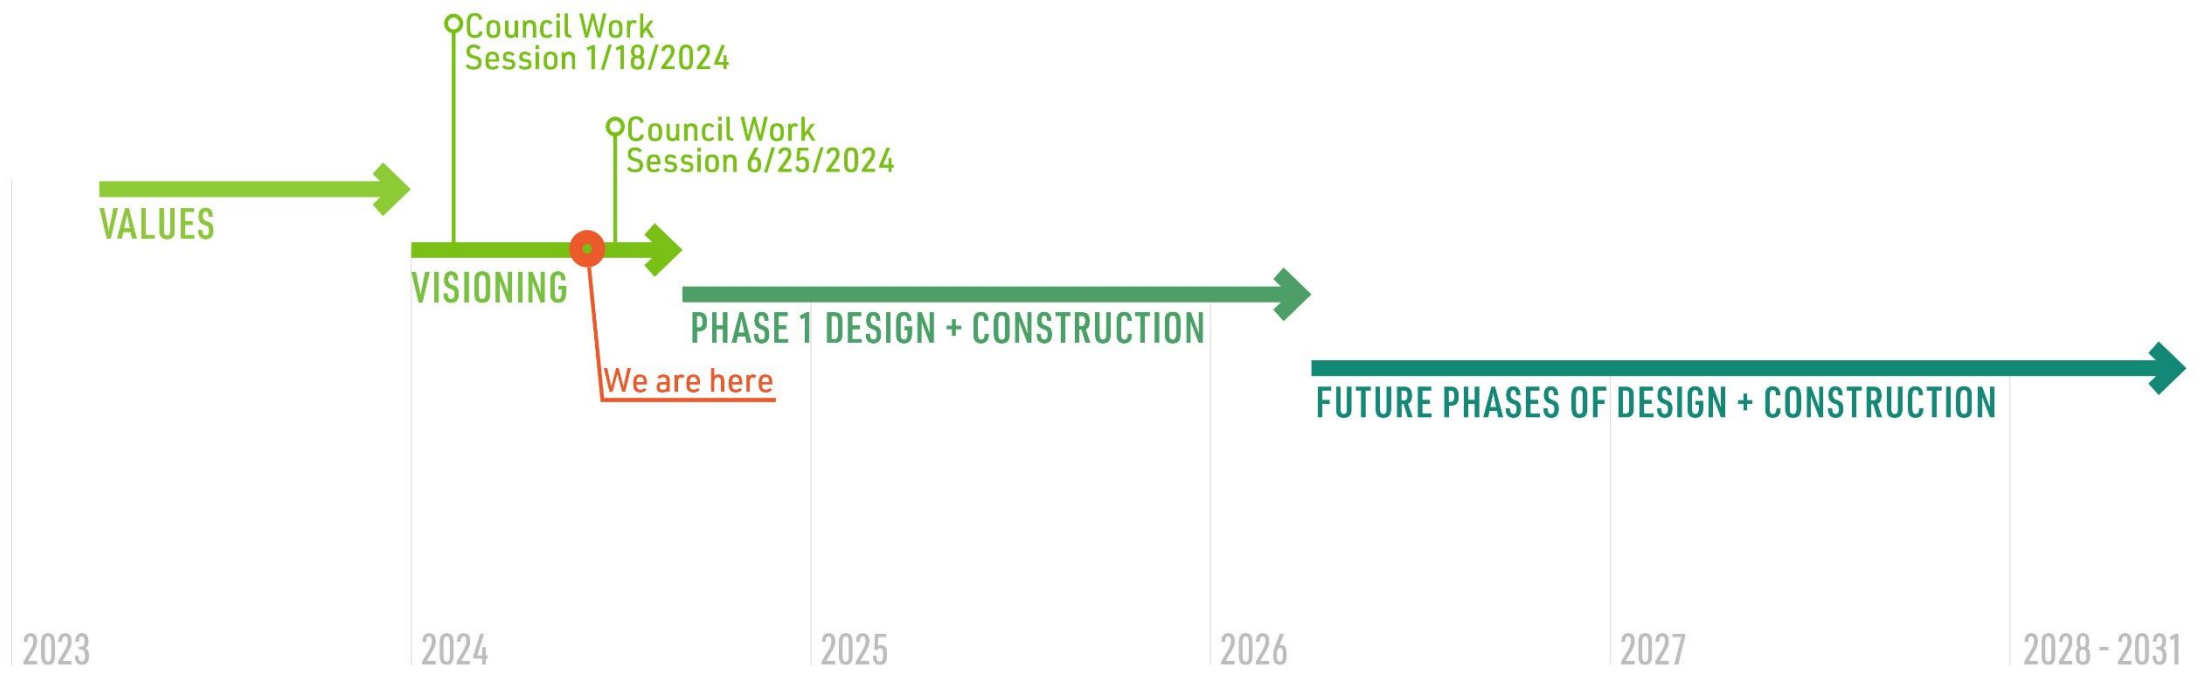 Council Work
Session 1/18/2024
Council Work
Session 6/25/2024
VALUES
VISIONING
PHASE 1 DESIGN + CONSTRUCTION
We are here
FUTURE PHASES OF DESIGN + CONSTRUCTION
2023
2024
2025
2026
2027
2028 - 2031